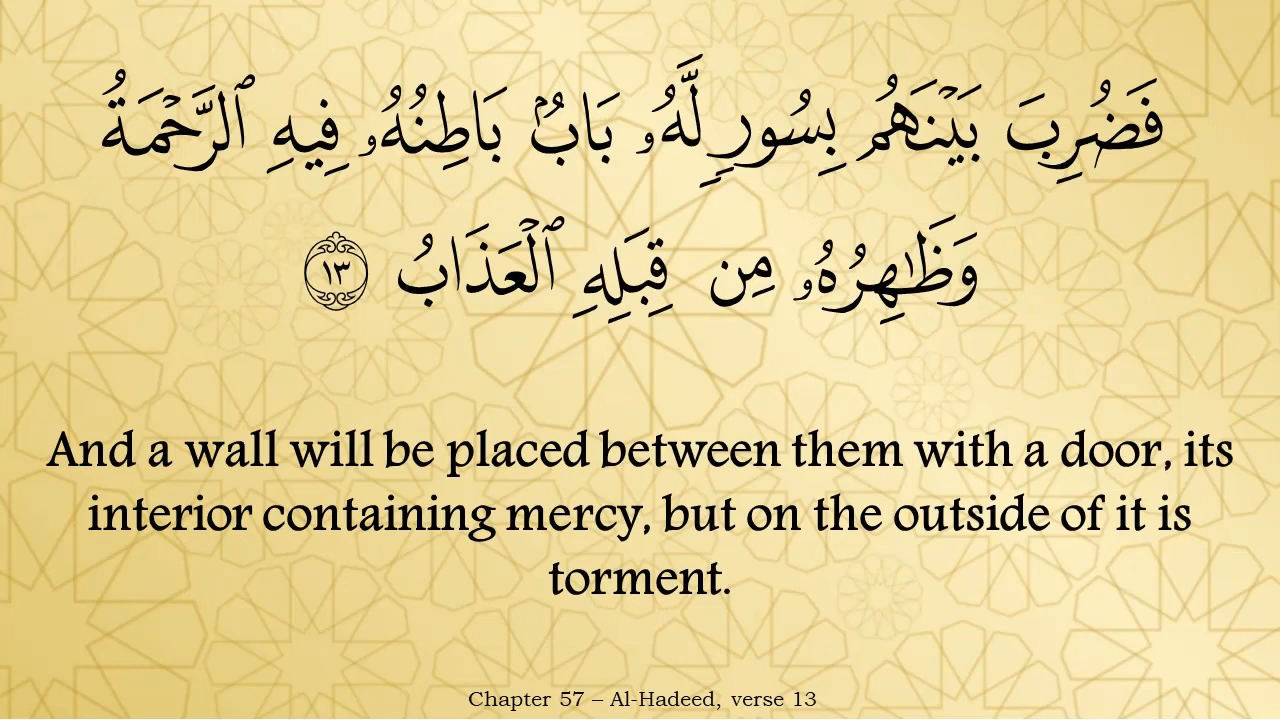 فَضُرِبَ بَيْنَهُم بِسُورٍ لَّهُۥ بَابٌۢ بَاطِنُهُۥ فِيهِ ٱلرَّحْمَةُ
وَظَـٰهِرُهُۥ مِن قِبَلِهِ ٱلْعَذَابُ ١٣
And a wall will be placed between them with a door, its
interior containing mercy, but on the outside of it is
torment.
Chapter 57 – Al-Hadeed, verse 13